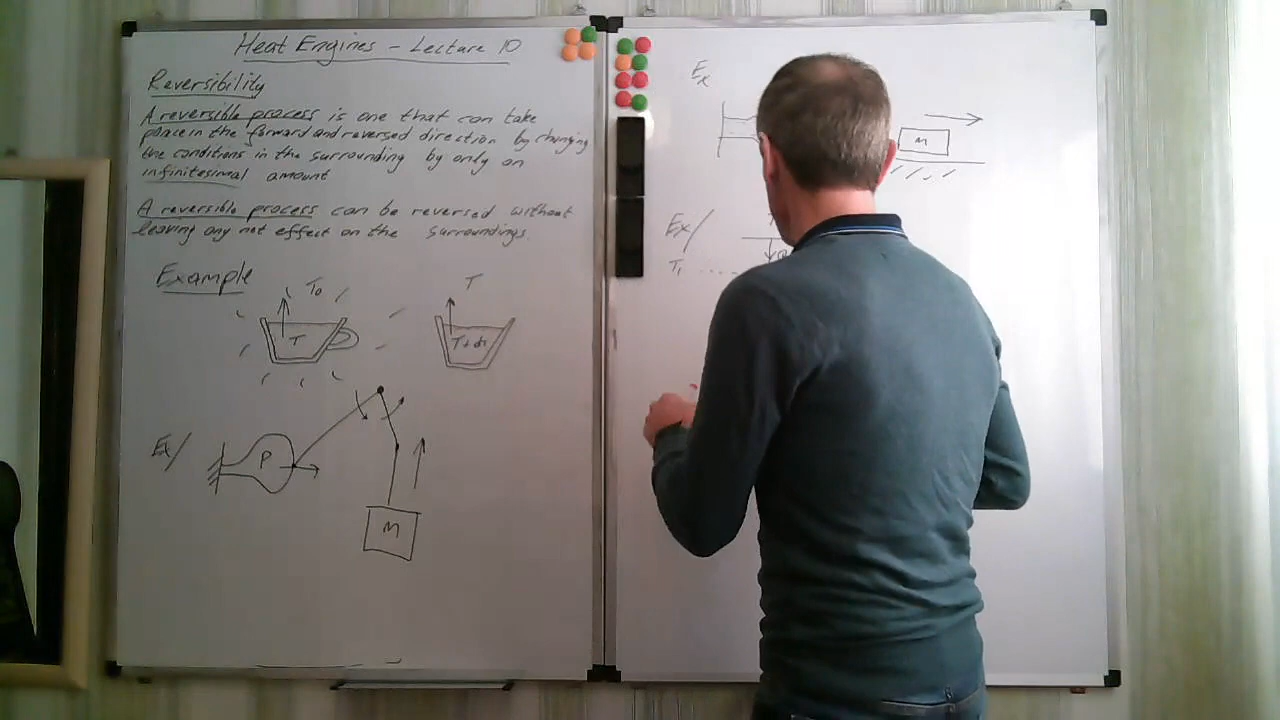 Heat Engines - Lecture 10
Reversibility
A reversible process is one that can take
place in the forward and reversed direction by changing
the conditions in the surrounding by only an
infinitesimal amount
A reversible process can be reversed without
leaving any net effect on the surroundings.
Example
T₀
T
T
T+dt
Ex/
P
M
Ex
M
Ex/
T₁